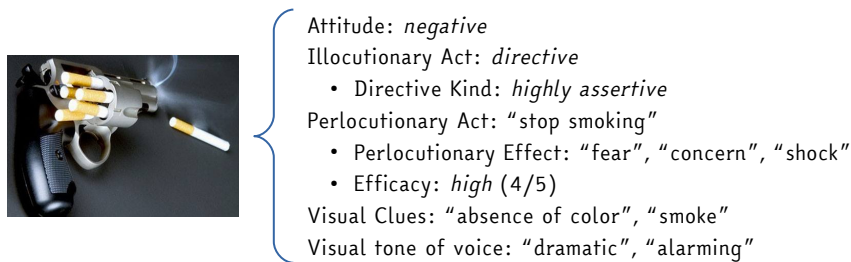 Attitude: negative
Illocutionary Act: directive
• Directive Kind: highly assertive
Perlocutionary Act: “stop smoking”
• Perlocutionary Effect: “fear”, “concern”, “shock”
• Efficacy: high (4/5)
Visual Clues: “absence of color”, “smoke”
Visual tone of voice: “dramatic”, “alarming”